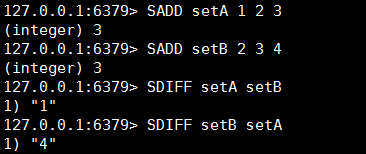 127.0.0.1:6379> SADD setA 1 2 3
(integer) 3
127.0.0.1:6379> SADD setB 2 3 4
(integer) 3
127.0.0.1:6379> SDIFF setA setB
1) "1"
127.0.0.1:6379> SDIFF setB setA
1) "4"